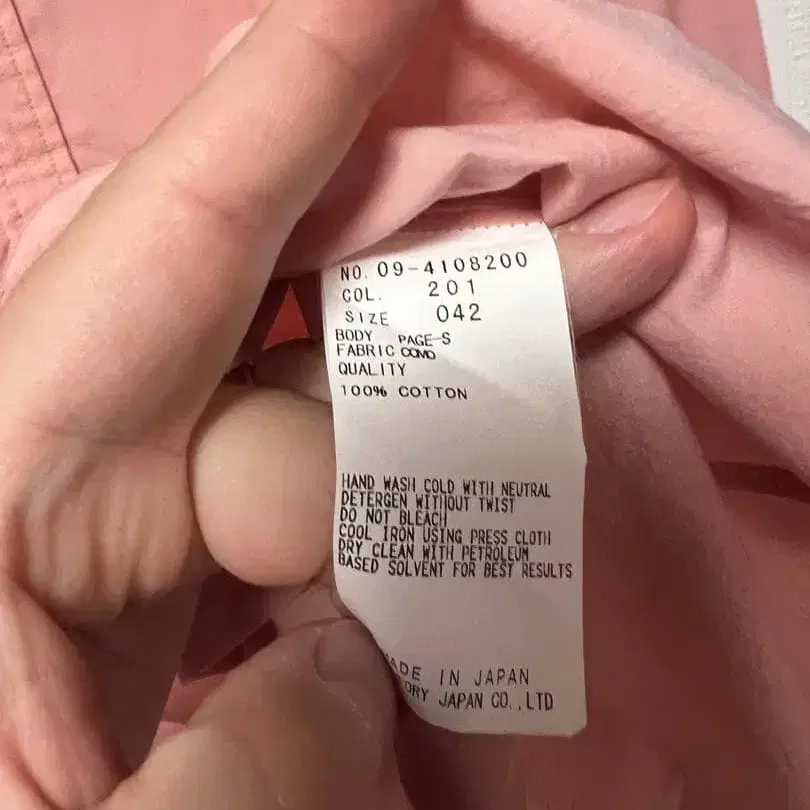 NO. 09-4108200
COL. 201
SIZE 042
BODY PAGE-S
FABRIC COMO
QUALITY
100% COTTON
HAND WASH COLD WITH NEUTRAL
DETERGEN WITHOUT TWIST
DO NOT BLEACH
COOL IRON USING PRESS CLOTH
DRY CLEAN WITH PETROLEUM
BASED SOLVENT FOR BEST RESULTS
ADE IN JAPAN
ORY JAPAN CO.,LTD